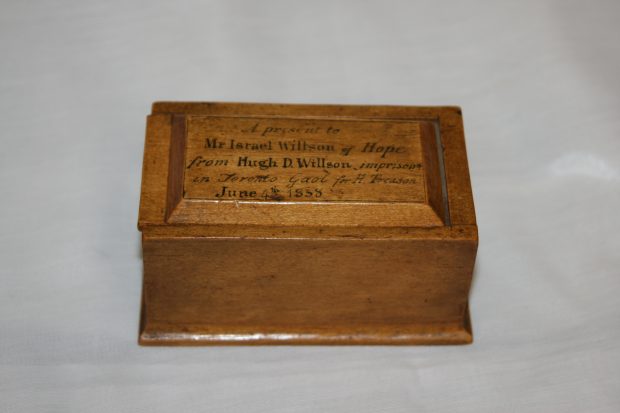 A present to
Mr Israel Willson of Hope
from Hugh D. Willson, imprison'd
in Toronto Gaol for H. Treason
June 4th 1838